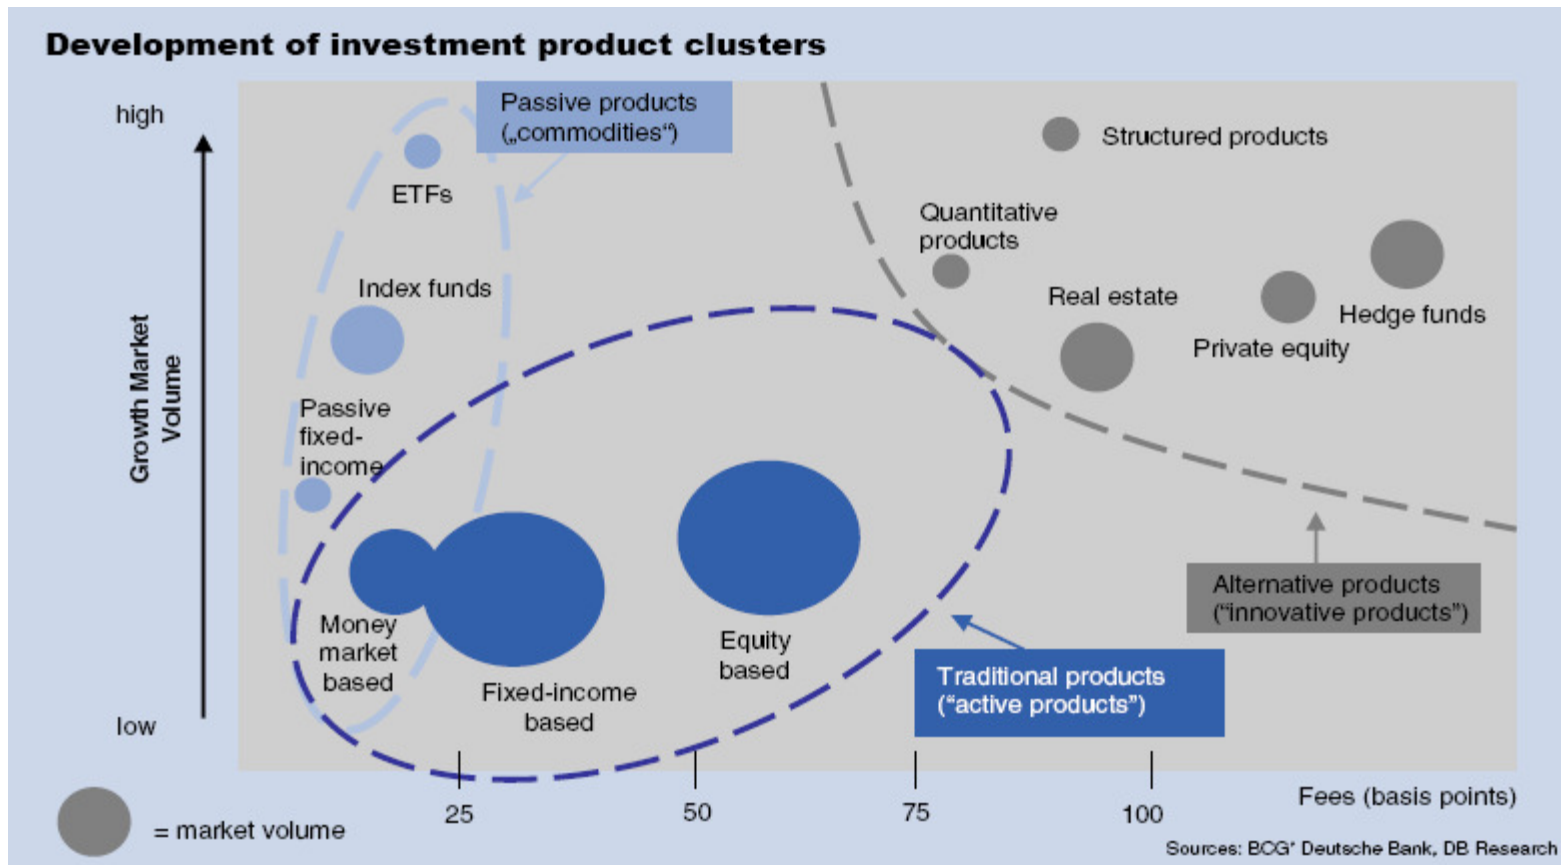 Development of investment product clusters
high
Passive products
(„commodities“)
Structured products
ETFs
Quantitative
products
Index funds
Real estate
Hedge funds
Private equity
Growth Market
Volume
Passive
fixed-
income
Alternative products
(“innovative products”)
Money
market
based
Equity
based
Traditional products
(“active products”)
Fixed-income
based
low
25
50
75
100
Fees (basis points)
= market volume
Sources: BCG* Deutsche Bank, DB Research